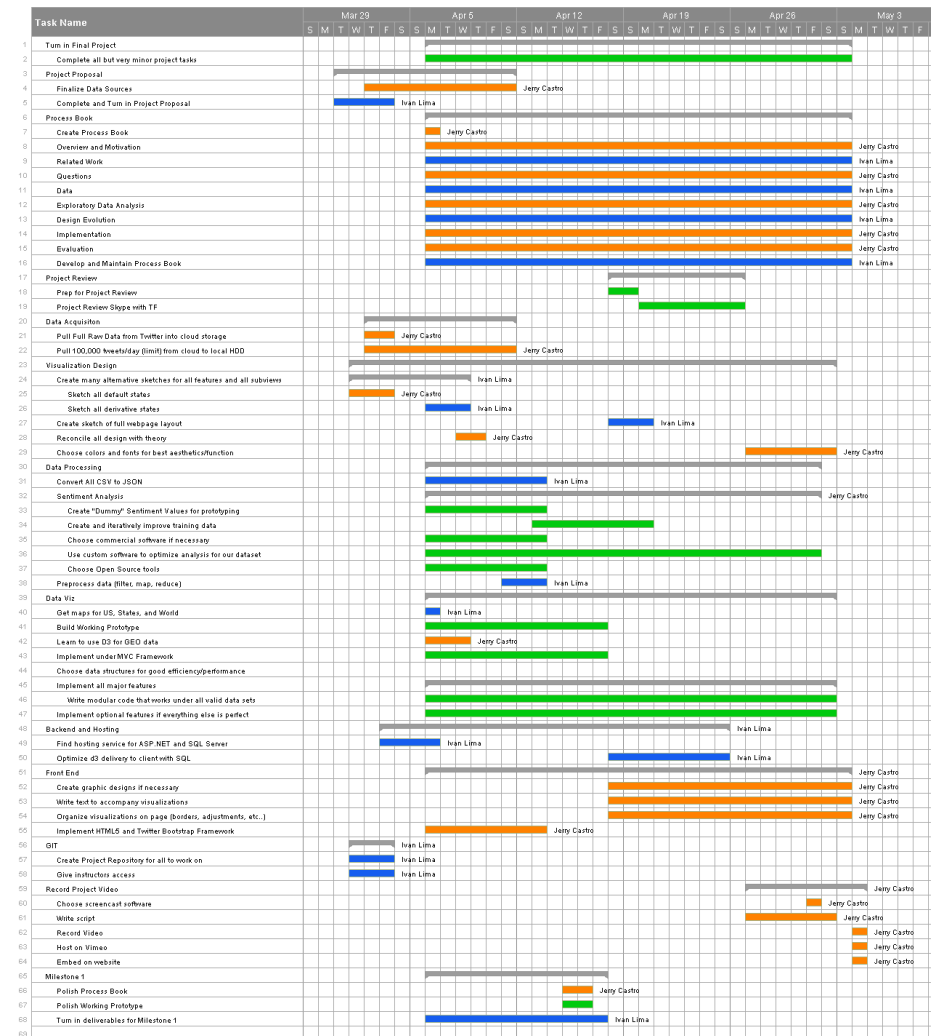 Task Name
Mar 29 Apr 5 Apr 12 Apr 19 Apr 26 May 3
S M T W T F S S M T W T F S S M T W T F S S M T W T F S S M T W T F S S M T W T F
1 Turn in Final Project
2 Complete all but very minor project tasks
3 Project Proposal
4 Finalize Data Sources Jerry Castro
5 Complete and Turn in Project Proposal Ivan Lima
6 Process Book
7 Create Process Book Jerry Castro
8 Overview and Motivation Jerry Castro
9 Related Work Ivan Lima
10 Questions Jerry Castro
11 Data Ivan Lima
12 Exploratory Data Analysis Jerry Castro
13 Design Evolution Ivan Lima
14 Implementation Jerry Castro
15 Evaluation Jerry Castro
16 Develop and Maintain Process Book Ivan Lima
17 Project Review
18 Prep for Project Review
19 Project Review Skype with TF
20 Data Acquisiton
21 Pull Full Raw Data from Twitter into cloud storage Jerry Castro
22 Pull 100,000 tweets/day (limit) from cloud to local HDD Jerry Castro
23 Visualization Design
24 Create many alternative sketches for all features and all subviews Ivan Lima
25 Sketch all default states Jerry Castro
26 Sketch all derivative states Ivan Lima
27 Create sketch of full webpage layout Ivan Lima
28 Reconcile all design with theory Jerry Castro
29 Choose colors and fonts for best aesthetics/function Jerry Castro
30 Data Processing
31 Convert All CSV to JSON Ivan Lima
32 Sentiment Analysis Jerry Castro
33 Create "Dummy" Sentiment Values for prototyping
34 Create and iteratively improve training data
35 Choose commercial software if necessary
36 Use custom software to optimize analysis for our dataset
37 Choose Open Source tools
38 Preprocess data (filter, map, reduce) Ivan Lima
39 Data Viz
40 Get maps for US, States, and World Ivan Lima
41 Build Working Prototype
42 Learn to use D3 for GEO data Jerry Castro
43 Implement under MVC Framework
44 Choose data structures for good efficiency/performance
45 Implement all major features
46 Write modular code that works under all valid data sets
47 Implement optional features if everything else is perfect
48 Backend and Hosting Ivan Lima
49 Find hosting service for ASP.NET and SQL Server Ivan Lima
50 Optimize d3 delivery to client with SQL Ivan Lima
51 Front End Jerry Castro
52 Create graphic designs if necessary Jerry Castro
53 Write text to accompany visualizations Jerry Castro
54 Organize visualizations on page (borders, adjustments, etc..) Jerry Castro
55 Implement HTML5 and Twitter Bootstrap Framework Jerry Castro
56 GIT Ivan Lima
57 Create Project Repository for all to work on Ivan Lima
58 Give instructors access Ivan Lima
59 Record Project Video Jerry Castro
60 Choose screencast software Jerry Castro
61 Write script Jerry Castro
62 Record Video Jerry Castro
63 Host on Vimeo Jerry Castro
64 Embed on website Jerry Castro
65 Milestone 1
66 Polish Process Book Jerry Castro
67 Polish Working Prototype
68 Turn in deliverables for Milestone 1 Ivan Lima
69